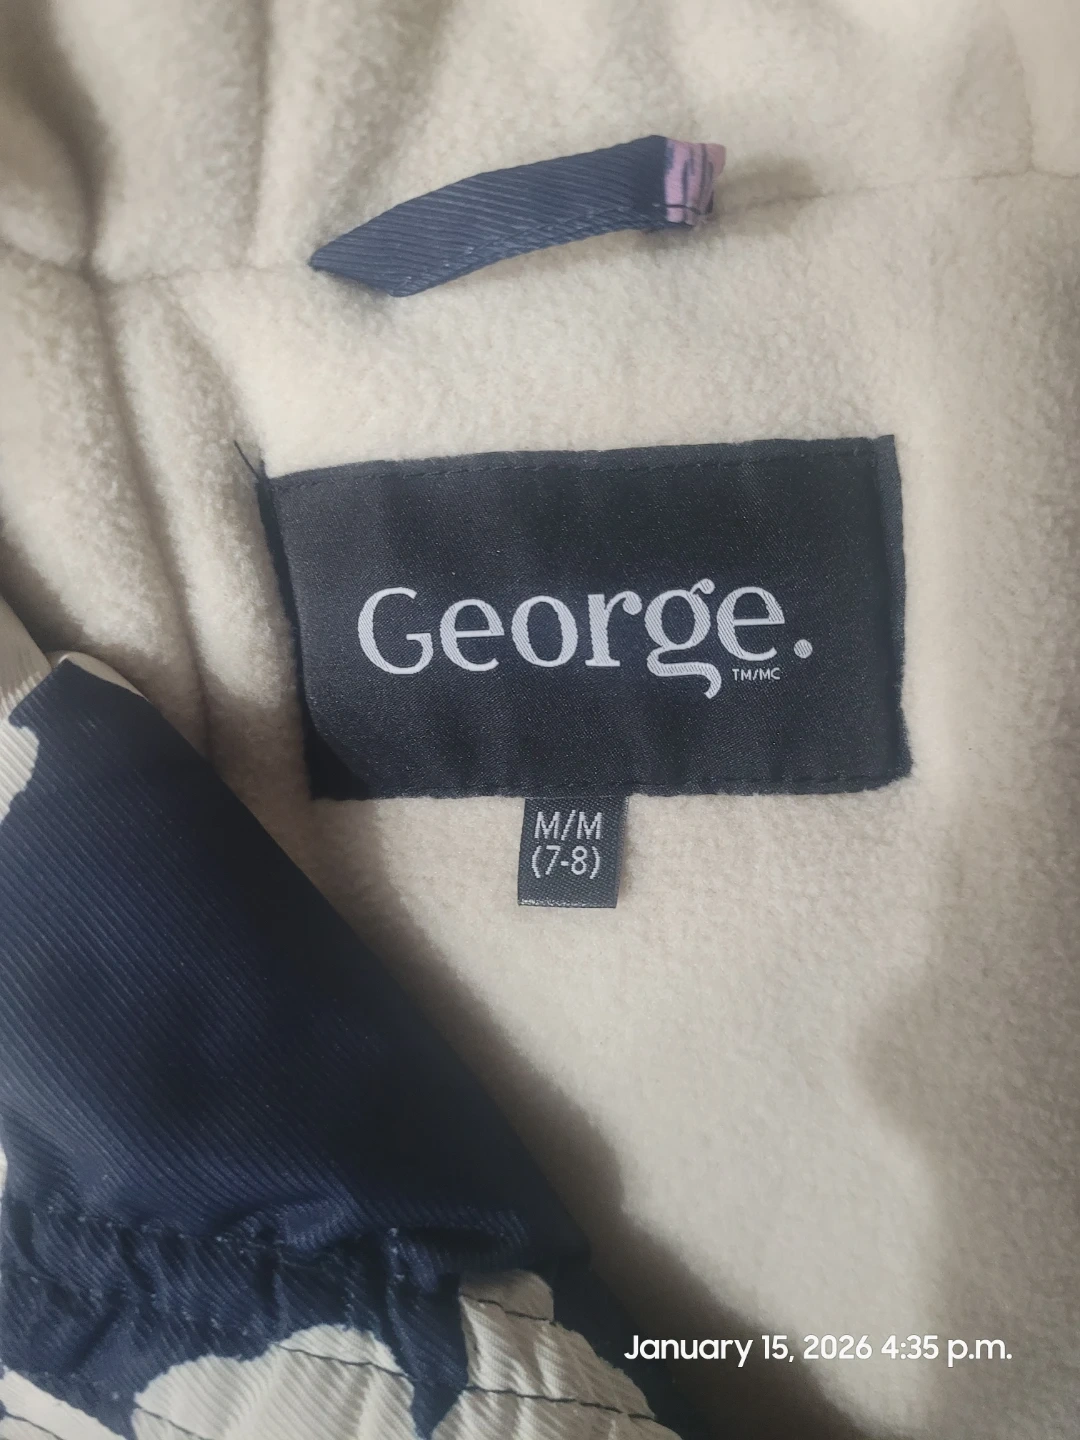 George.
TM/MC
M/M
(7-8)
January 15, 2026 4:35 p.m.